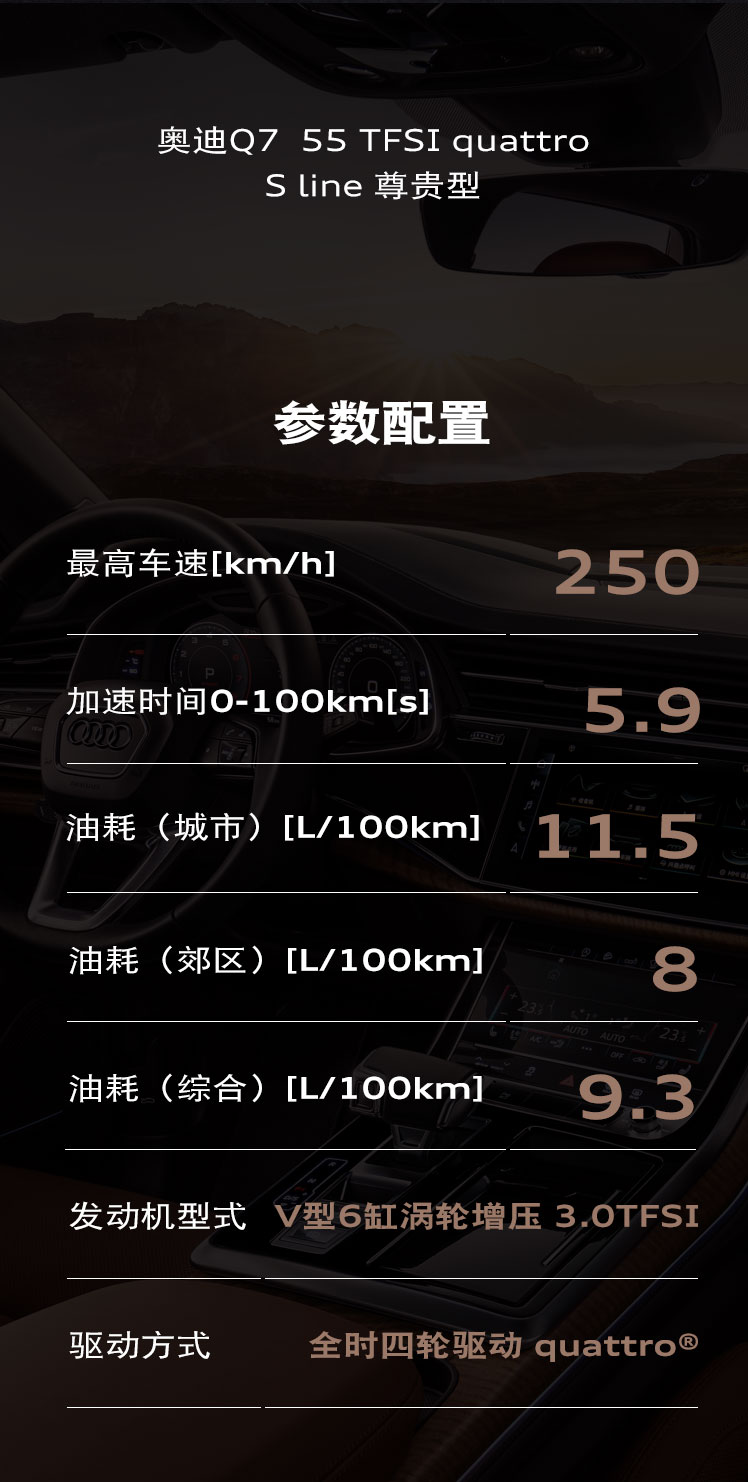 奥迪Q7 55 TFSI quattro
S line 尊贵型
参数配置
最高车速[km/h] 250
加速时间0-100km[s] 5.9
油耗（城市）[L/100km] 11.5
油耗（郊区）[L/100km] 8
油耗（综合）[L/100km] 9.3
发动机型式 V型6缸涡轮增压 3.0TFSI
驱动方式 全时四轮驱动 quattro®